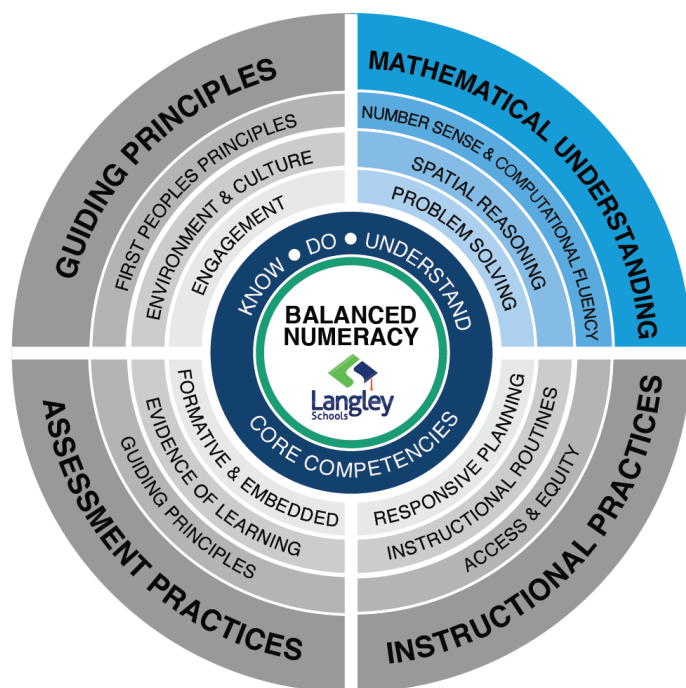 GUIDING PRINCIPLES
FIRST PEOPLES PRINCIPLES
ENVIRONMENT & CULTURE
ENGAGEMENT
MATHEMATICAL UNDERSTANDING
NUMBER SENSE & COMPUTATIONAL FLUENCY
SPATIAL REASONING
PROBLEM SOLVING
KNOW • DO • UNDERSTAND
BALANCED
NUMERACY
Langley
Schools
CORE COMPETENCIES
ASSESSMENT PRACTICES
GUIDING PRINCIPLES
EVIDENCE OF LEARNING
FORMATIVE & EMBEDDED
RESPONSIVE PLANNING
INSTRUCTIONAL ROUTINES
ACCESS & EQUITY
INSTRUCTIONAL PRACTICES